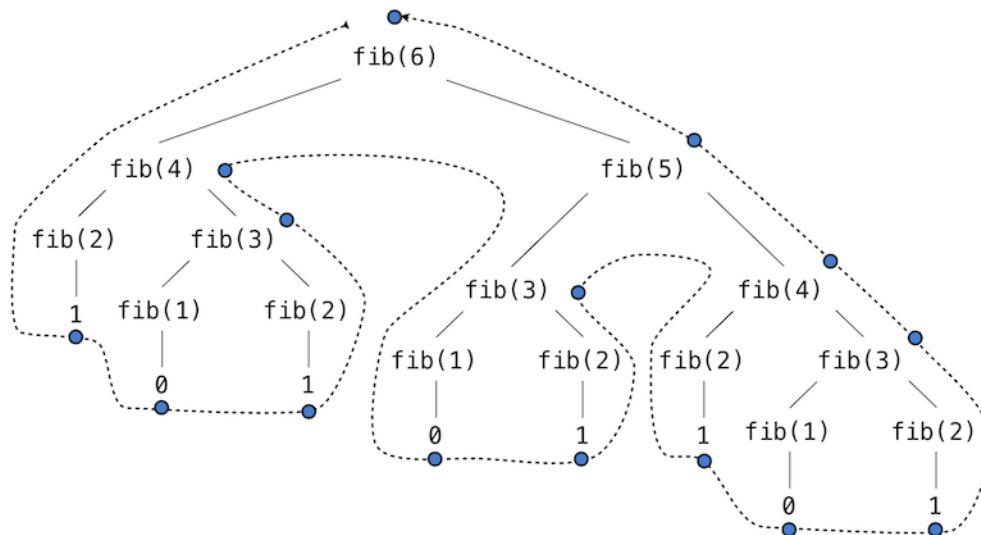 fib(6)
fib(4) fib(5)
fib(2) fib(3)
fib(3) fib(4)
1 fib(1) fib(2)
fib(1) fib(2) fib(2) fib(3)
0 1
0 1 1 fib(1) fib(2)
0 1